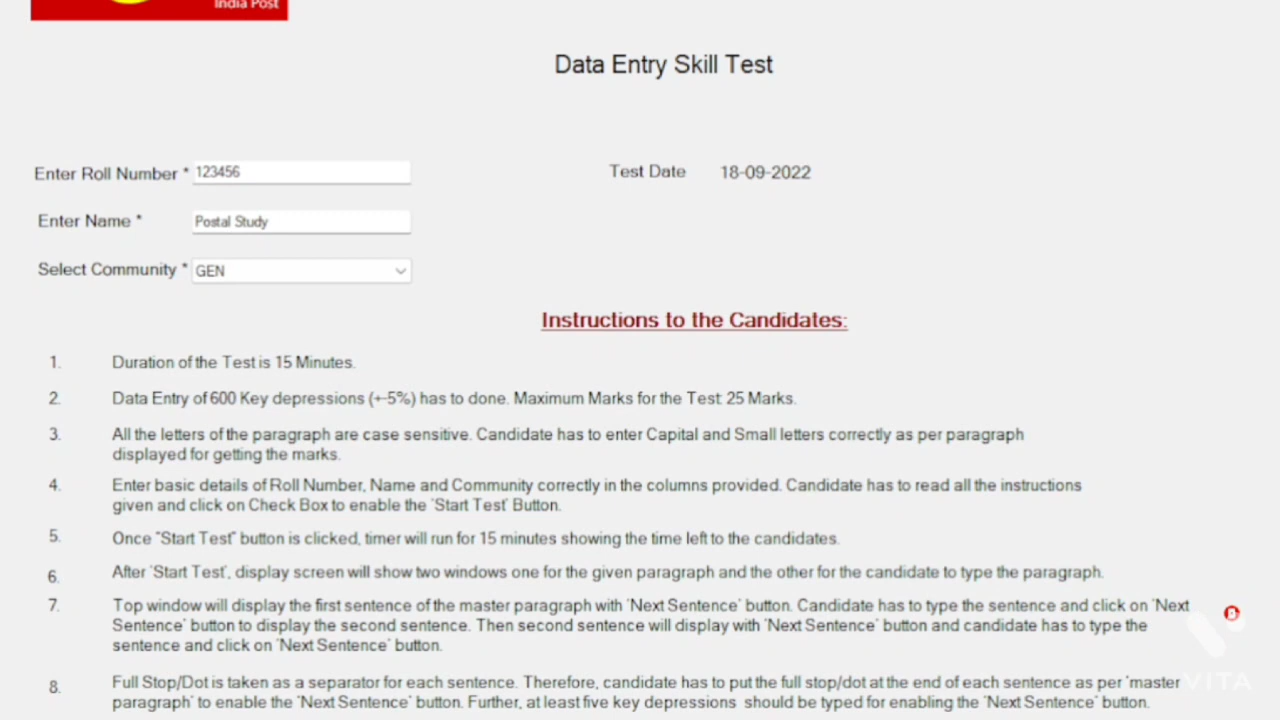 India Post
Data Entry Skill Test
Enter Roll Number * 123456 Test Date 18-09-2022
Enter Name * Postal Study
Select Community * GEN
Instructions to the Candidates:
1. Duration of the Test is 15 Minutes.
2. Data Entry of 600 Key depressions (+-5%) has to done. Maximum Marks for the Test: 25 Marks.
3. All the letters of the paragraph are case sensitive. Candidate has to enter Capital and Small letters correctly as per paragraph
displayed for getting the marks.
4. Enter basic details of Roll Number, Name and Community correctly in the columns provided. Candidate has to read all the instructions
given and click on Check Box to enable the 'Start Test' Button.
5. Once "Start Test" button is clicked, timer will run for 15 minutes showing the time left to the candidates.
6. After 'Start Test', display screen will show two windows one for the given paragraph and the other for the candidate to type the paragraph.
7. Top window will display the first sentence of the master paragraph with 'Next Sentence' button. Candidate has to type the sentence and click on 'Next
Sentence' button to display the second sentence. Then second sentence will display with 'Next Sentence' button and candidate has to type the
sentence and click on 'Next Sentence' button.
8. Full Stop/Dot is taken as a separator for each sentence. Therefore, candidate has to put the full stop/dot at the end of each sentence as per 'master
paragraph' to enable the 'Next Sentence' button. Further, at least five key depressions should be typed for enabling the 'Next Sentence' button.
VITA